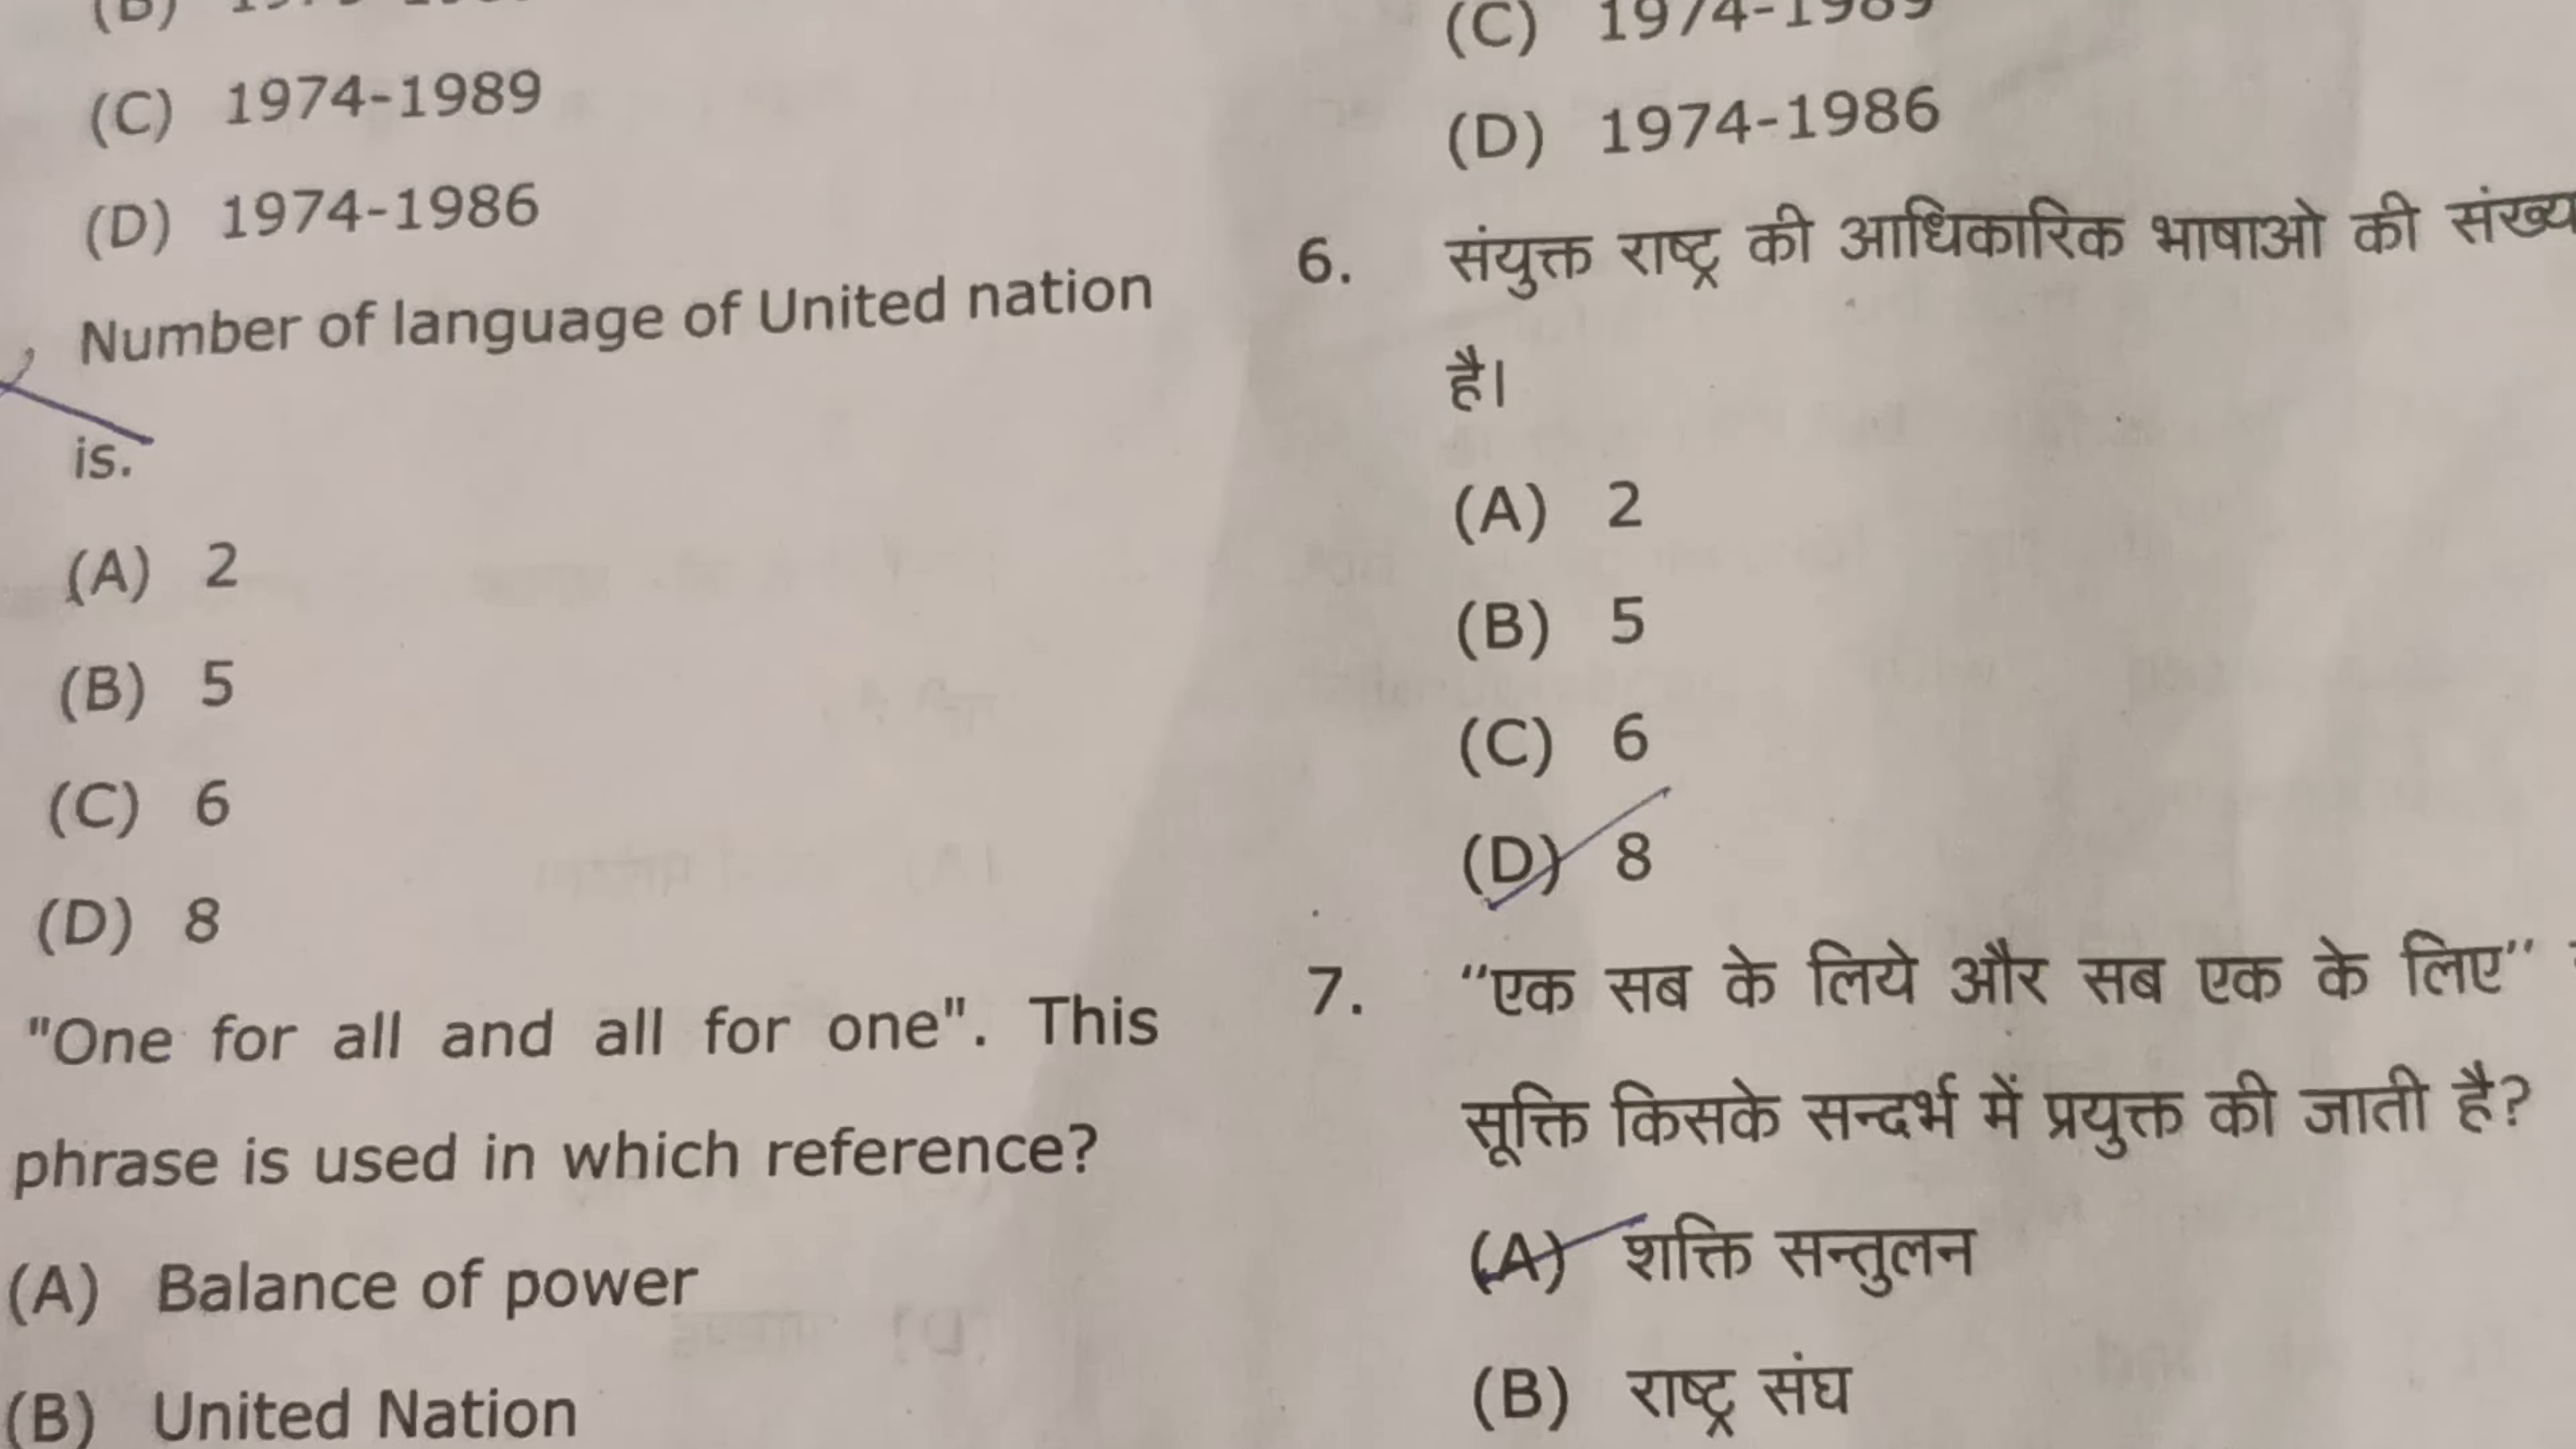 (C) 1974-1989
(D) 1974-1986
Number of language of United nation
is.
(A) 2
(B) 5
(C) 6
(D) 8
"One for all and all for one". This
phrase is used in which reference?
(A) Balance of power
(B) United Nation
(C) 1974-1989
(D) 1974-1986
6. संयुक्त राष्ट्र की आधिकारिक भाषाओ की
है।
(A) 2
(B) 5
(C) 6
(D) 8
7. "एक सब के लिये और सब एक के लिए"
सूक्ति किसके सन्दर्भ में प्रयुक्त की जाती है?
(A) शक्ति सन्तुलन
(B) राष्ट्र संघ